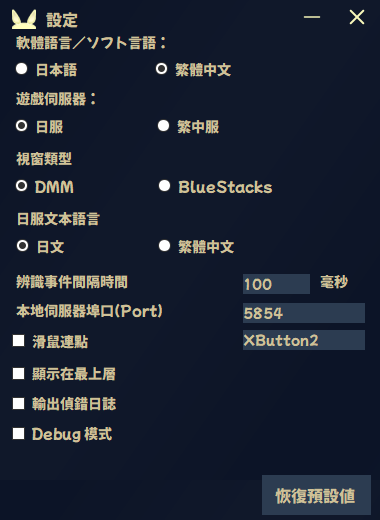 設定
軟體語言／ソフト言語：
日本語 繁體中文
遊戲伺服器：
日服 繁中服
視窗類型
DMM BlueStacks
日服文本語言
日文 繁體中文
辨識事件間隔時間 100 毫秒
本地伺服器埠口(Port) 5854
滑鼠連點 XButton2
顯示在最上層
輸出偵錯日誌
Debug 模式
恢復預設値